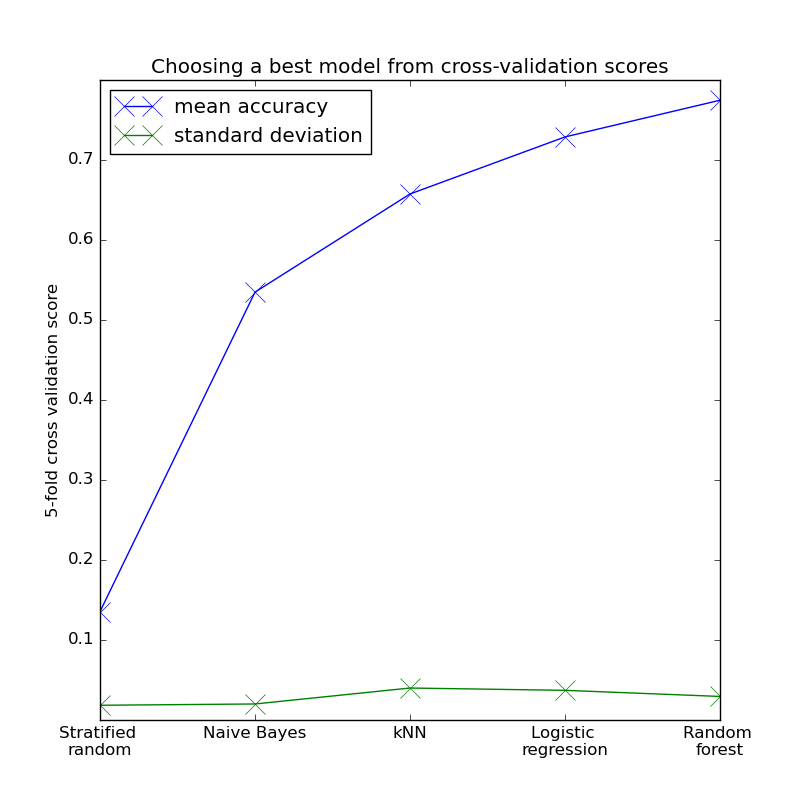 Choosing a best model from cross-validation scores
mean accuracy
standard deviation
5-fold cross validation score
0.7
0.6
0.5
0.4
0.3
0.2
0.1
Stratified
random
Naive Bayes
kNN
Logistic
regression
Random
forest